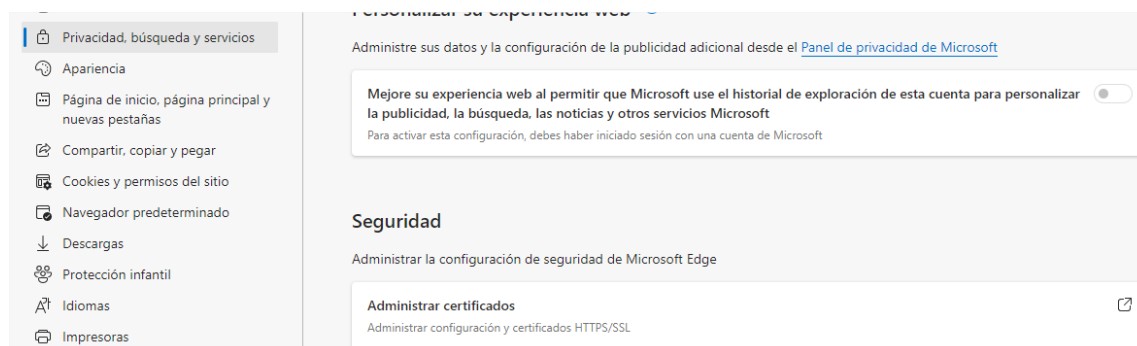 Personalizar su experiencia web
Privacidad, búsqueda y servicios
Apariencia
Página de inicio, página principal y
nuevas pestañas
Compartir, copiar y pegar
Cookies y permisos del sitio
Navegador predeterminado
Descargas
Protección infantil
Idiomas
Impresoras
Administre sus datos y la configuración de la publicidad adicional desde el Panel de privacidad de Microsoft
Mejore su experiencia web al permitir que Microsoft use el historial de exploración de esta cuenta para personalizar
la publicidad, la búsqueda, las noticias y otros servicios Microsoft
Para activar esta configuración, debes haber iniciado sesión con una cuenta de Microsoft
Seguridad
Administrar la configuración de seguridad de Microsoft Edge
Administrar certificados
Administrar configuración y certificados HTTPS/SSL